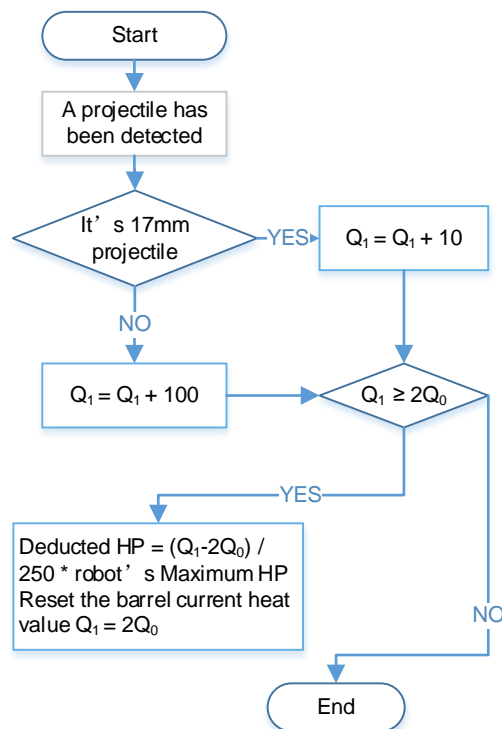 Start
A projectile has
been detected
It’s 17mm
projectile
YES
Q₁ = Q₁ + 10
NO
Q₁ = Q₁ + 100
Q₁ ≥ 2Q₀
YES
Deducted HP = (Q₁-2Q₀) /
250 * robot’s Maximum HP
Reset the barrel current heat
value Q₁ = 2Q₀
NO
End